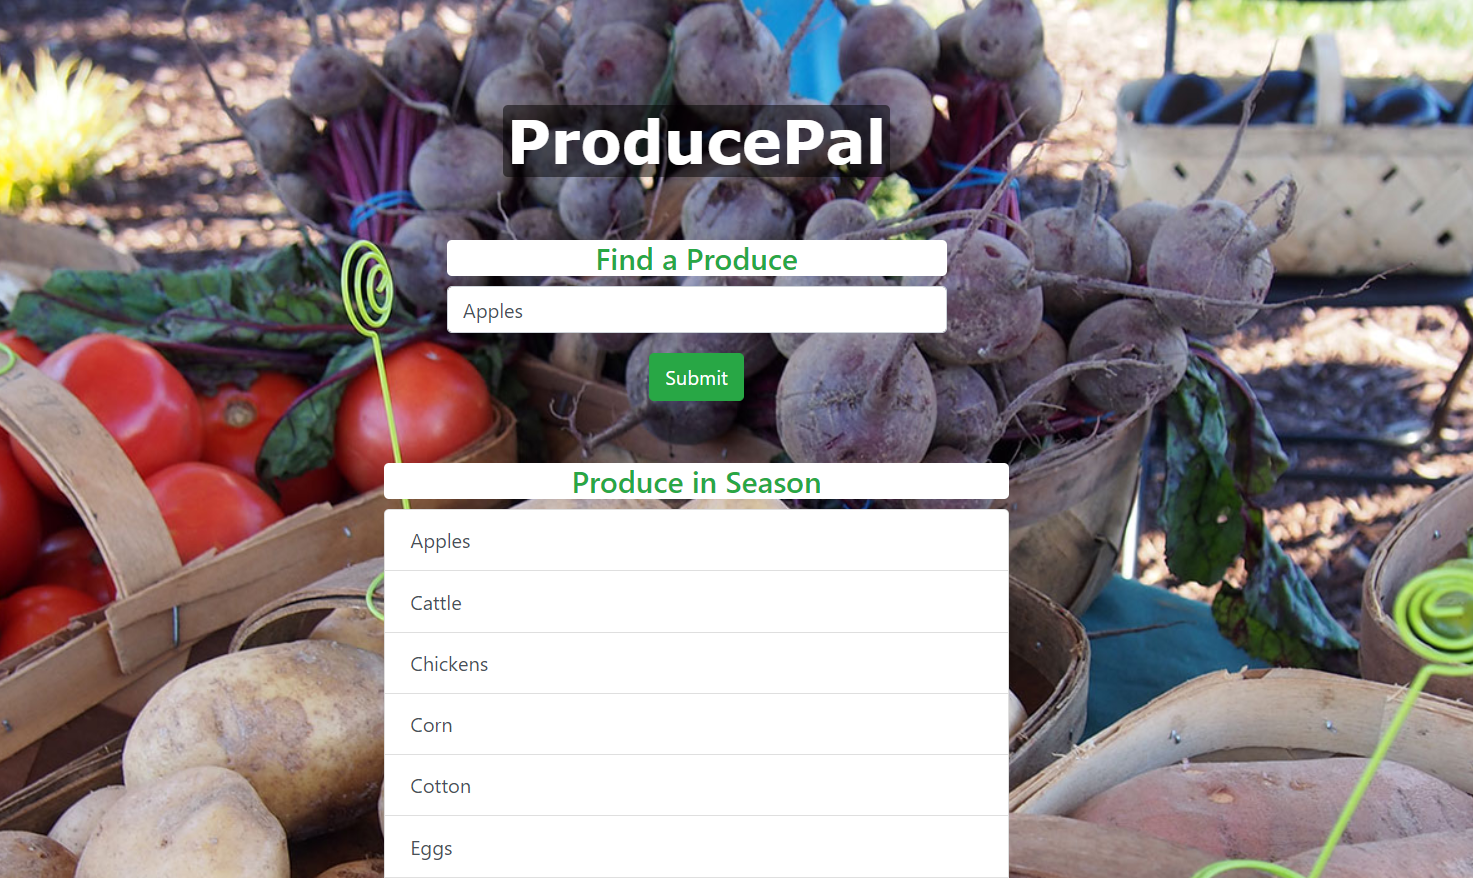 ProducePal
Find a Produce
Apples
Submit
Produce in Season
Apples
Cattle
Chickens
Corn
Cotton
Eggs